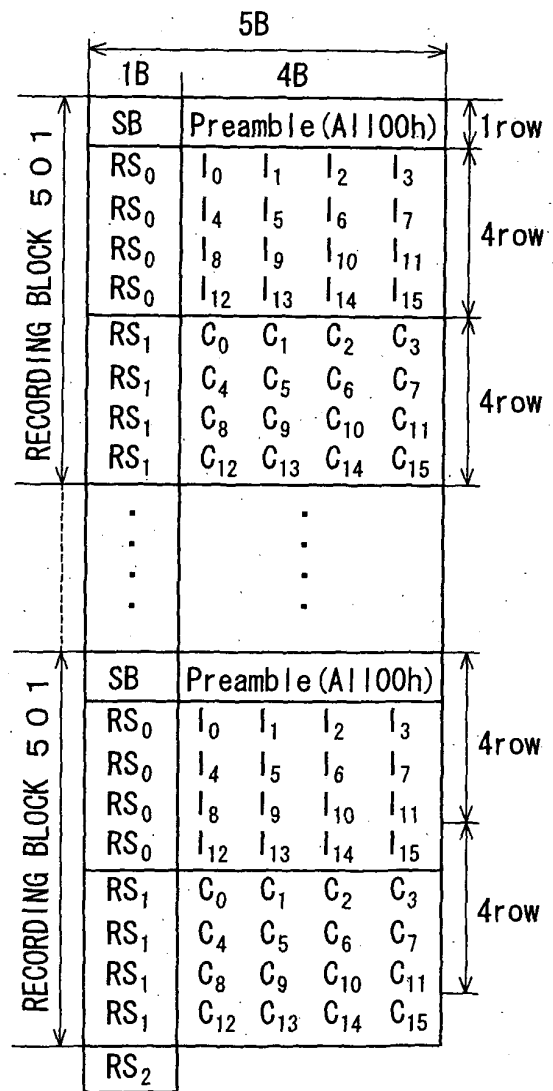 5B
1B 4B
SB Preamble(All00h) 1row
RS0 I0 I1 I2 I3
RS0 I4 I5 I6 I7
RS0 I8 I9 I10 I11
RS0 I12 I13 I14 I15
4row
RS1 C0 C1 C2 C3
RS1 C4 C5 C6 C7
RS1 C8 C9 C10 C11
RS1 C12 C13 C14 C15
4row
RECORDING BLOCK 501
SB Preamble(All00h)
RS0 I0 I1 I2 I3
RS0 I4 I5 I6 I7
RS0 I8 I9 I10 I11
RS0 I12 I13 I14 I15
4row
RS1 C0 C1 C2 C3
RS1 C4 C5 C6 C7
RS1 C8 C9 C10 C11
RS1 C12 C13 C14 C15
4row
RECORDING BLOCK 501
RS2